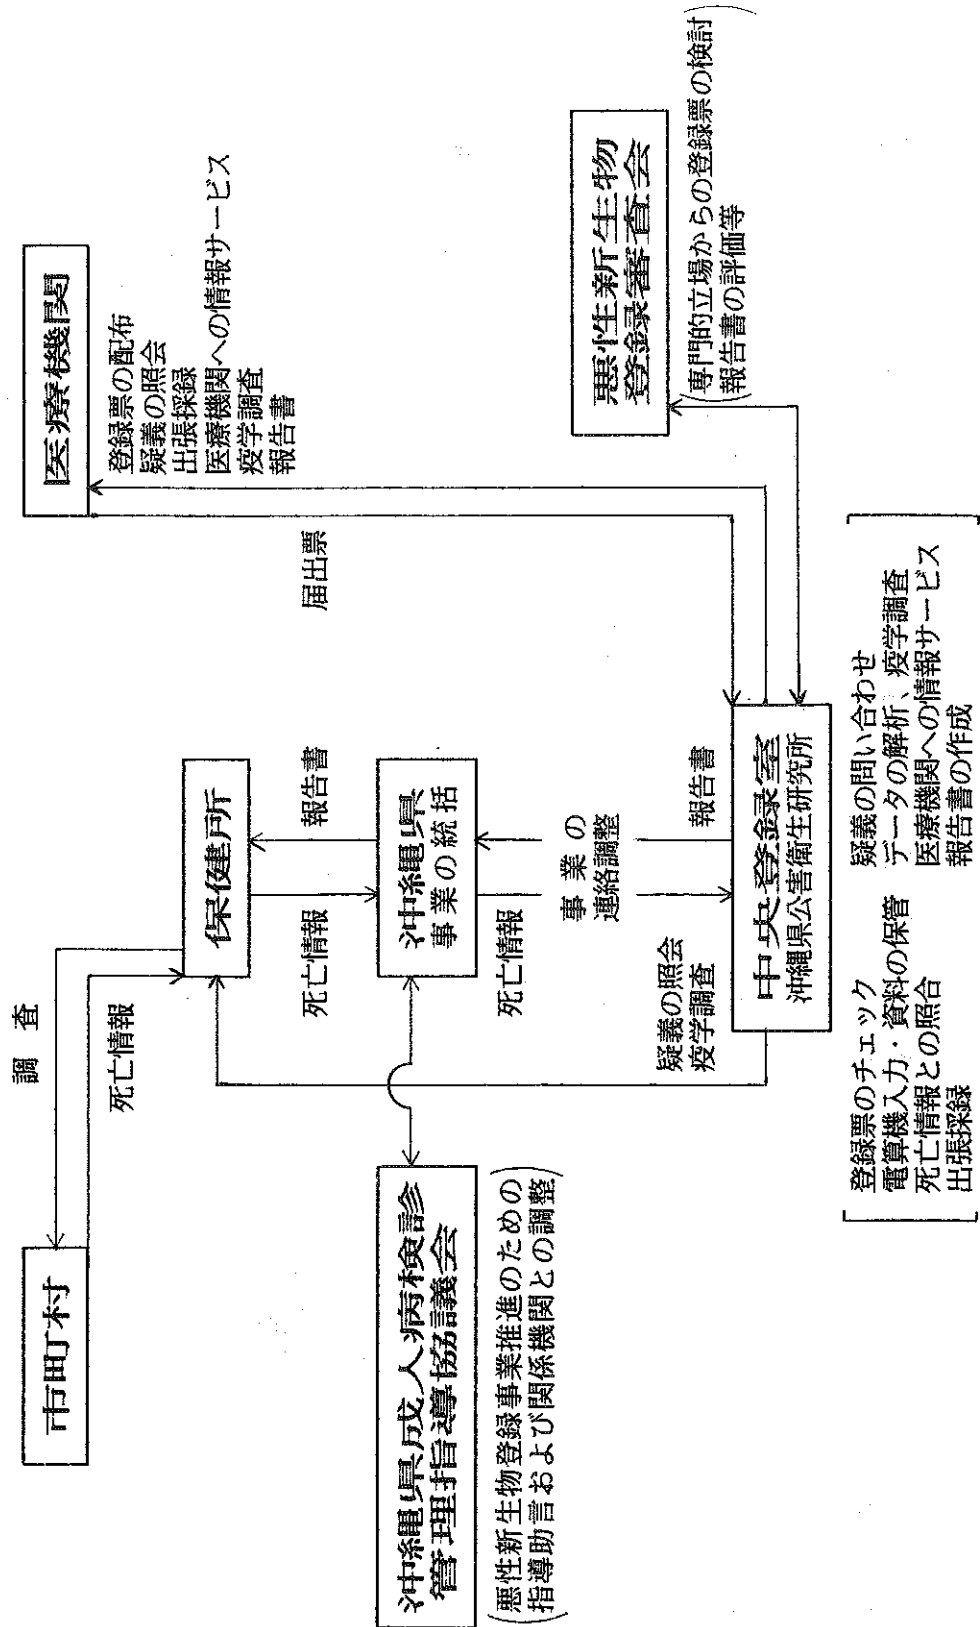 市町村
調　査
死亡情報
保健所
医療機関
登録票の配布
疑義の照会
出張採録
医療機関への情報サービス
疫学調査
報告書
届出票
死亡情報
報告書
沖縄県成人病検診
管理指導協議会
(悪性新生物登録事業推進のための
指導助言および関係機関との調整)
沖縄県
事業の統括
死亡情報
事業の
連絡調整
報告書
疑義の照会
疫学調査
悪性新生物
登録審査会
(専門的立場からの登録票の検討
報告書の評価等)
中央登録室
沖縄県公害衛生研究所
登録票のチェック
電算機入力・資料の保管
死亡情報との照合
出張採録
疑義の問い合わせ
データの解析、疫学調査
医療機関への情報サービス
報告書の作成